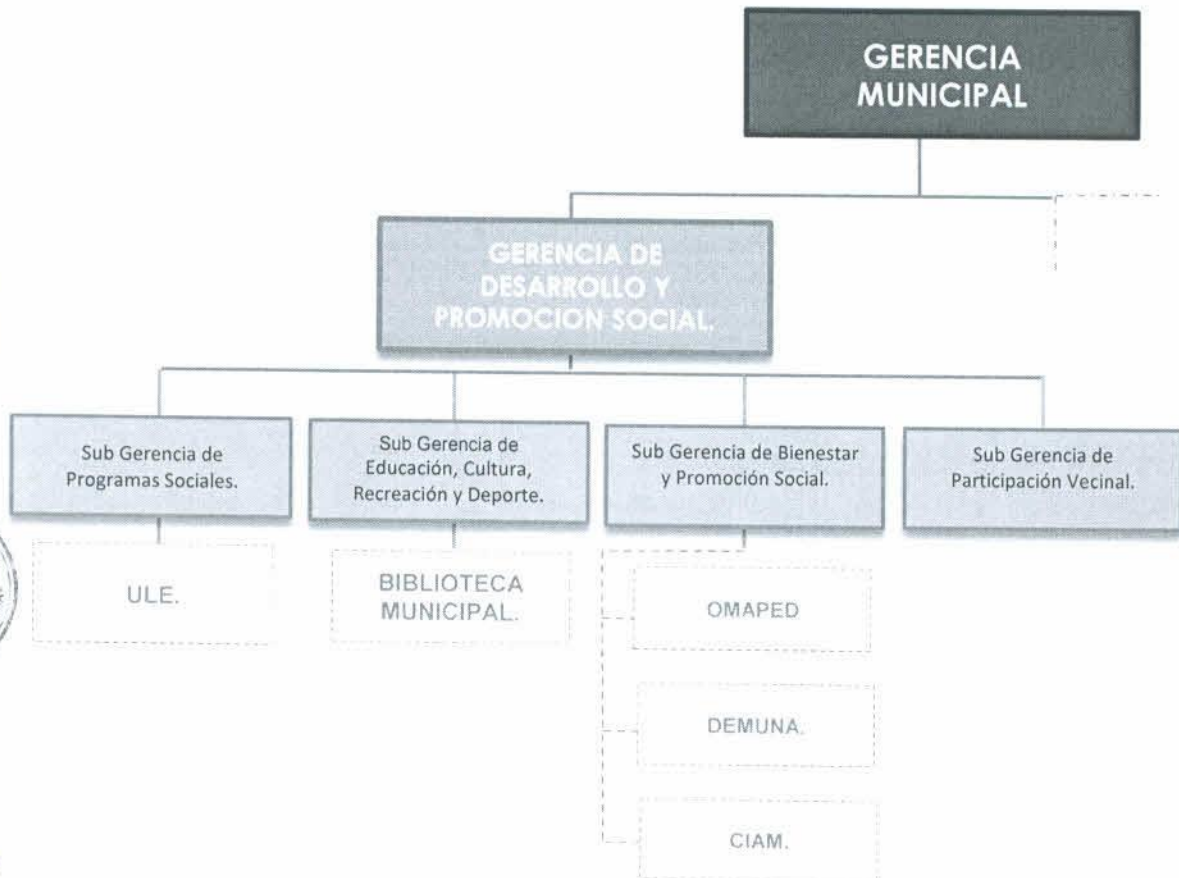 GERENCIA
MUNICIPAL
GERENCIA DE
DESARROLLO Y
PROMOCION SOCIAL.
Sub Gerencia de
Programas Sociales.
Sub Gerencia de
Educación, Cultura,
Recreación y Deporte.
Sub Gerencia de Bienestar
y Promoción Social.
Sub Gerencia de
Participación Vecinal.
ULE.
BIBLIOTECA
MUNICIPAL.
OMAPED
DEMUNA.
CIAM.